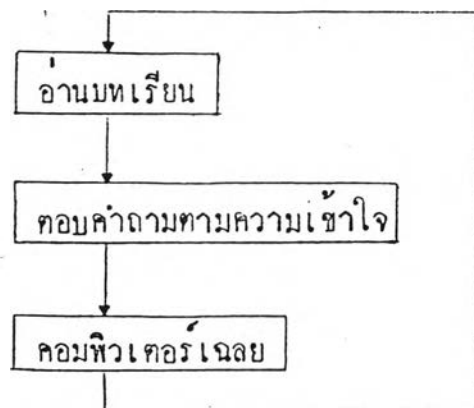 อ่านบทเรียน
ตอบคำถามตามความเข้าใจ
คอมพิวเตอร์เฉลย